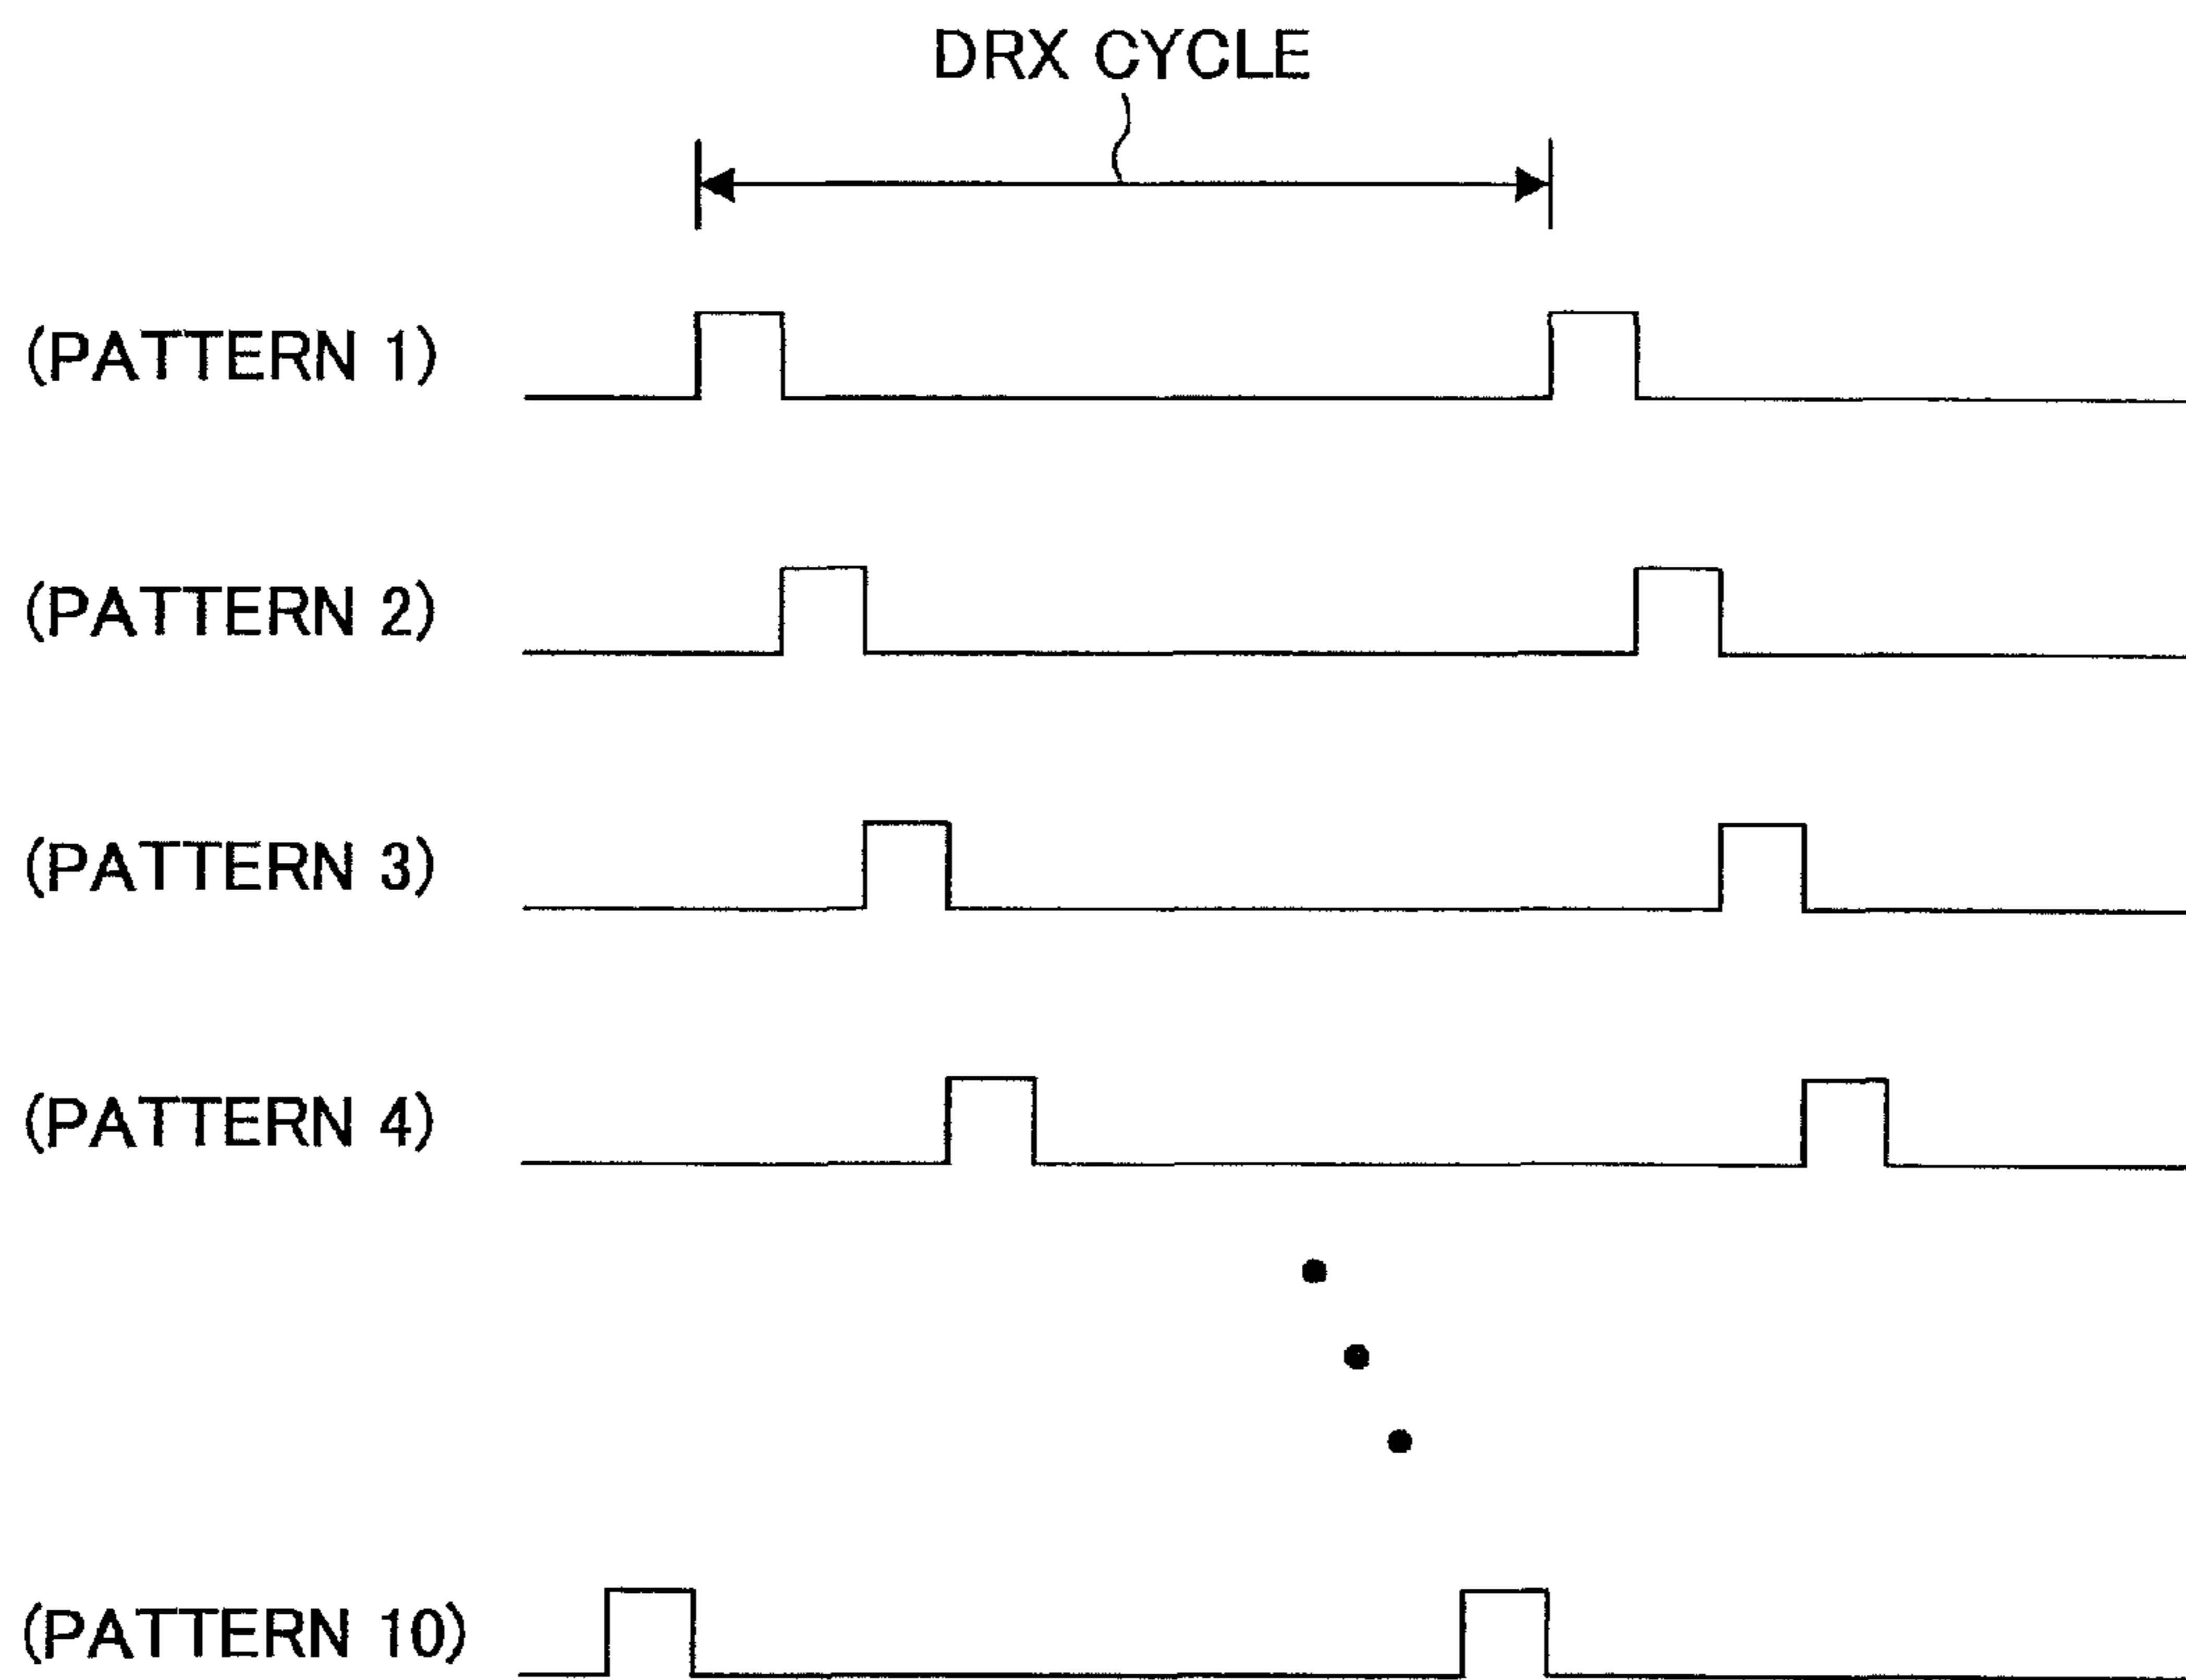 DRX CYCLE
(PATTERN 1)
(PATTERN 2)
(PATTERN 3)
(PATTERN 4)
(PATTERN 10)